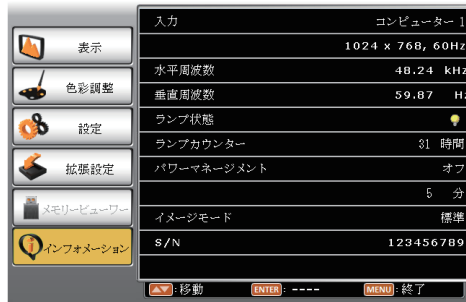 入力 コンピューター 1
1024 x 768, 60Hz
表示
水平周波数 48.24 kHz
色彩調整
垂直周波数 59.87 Hz
ランプ状態
設定
ランプカウンター 31 時間
拡張設定
パワーマネージメント オフ
5 分
メモリービューワー
イメージモード 標準
インフォメーション
S/N 123456789
:移動 ENTER : ---- MENU :終了